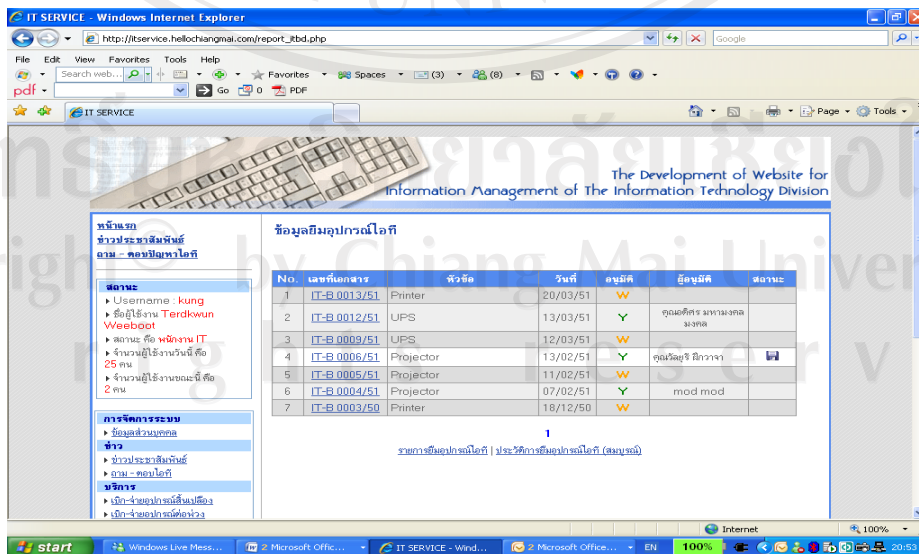 IT SERVICE - Windows Internet Explorer
http://itservice.hellochiangmai.com/report_itbd.php
Google
File Edit View Favorites Tools Help
Search web... Favorites Spaces (3) (8)
pdf Go 0 PDF
IT SERVICE Page Tools
The Development of Website for
Information Management of The Information Technology Division
หน้าแรก
ข่าวประชาสัมพันธ์
ถาม - ตอบปัญหาไอที
สถานะ
Username : kung
ชื่อผู้ใช้งาน Terdkwun
Weeboot
สถานะ คือ พนักงาน IT
จำนวนผู้ใช้งานวันนี้ คือ
25 คน
จำนวนผู้ใช้งานขณะนี้ คือ
2 คน
การจัดการระบบ
ข้อมูลส่วนบุคคล
ข่าว
ข่าวประชาสัมพันธ์
ถาม - ตอบไอที
บริการ
เบิก-จ่ายอุปกรณ์สิ้นเปลือง
เบิก-จ่ายอุปกรณ์ต่อพ่วง
ข้อมูลยืมอุปกรณ์ไอที
No. เลขที่เอกสาร หัวข้อ วันที่ อนุมัติ ผู้อนุมัติ สถานะ
1 IT-B 0013/51 Printer 20/03/51 W
2 IT-B 0012/51 UPS 13/03/51 Y คุณอดิศร มหามงคล
มงคล
3 IT-B 0009/51 UPS 12/03/51 W
4 IT-B 0006/51 Projector 13/02/51 Y คุณวัลยุรี ฝีกวาจา
5 IT-B 0005/51 Projector 11/02/51 W
6 IT-B 0004/51 Projector 07/02/51 Y mod mod
7 IT-B 0003/50 Printer 18/12/50 W
1
รายการยืมอุปกรณ์ไอที | ประวัติการยืมอุปกรณ์ไอที (สมบูรณ์)
Internet 100%
start Windows Live Mess... 2 Microsoft Offic... IT SERVICE - Wind... 2 Microsoft Office... EN 100% 20:53